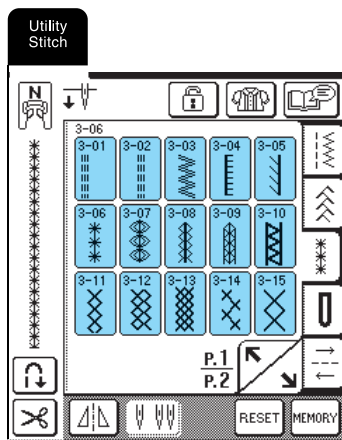 Utility
Stitch
N
3-06
3-01 3-02 3-03 3-04 3-05
3-06 3-07 3-08 3-09 3-10
3-11 3-12 3-13 3-14 3-15
P.1
P.2
RESET MEMORY